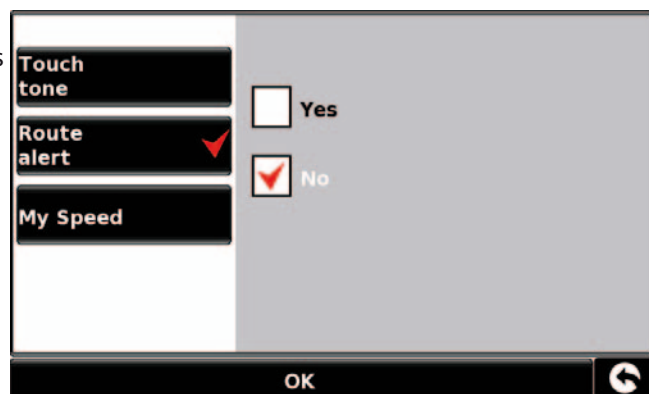 s
Touch
tone
Route
alert
My Speed
Yes
No
OK